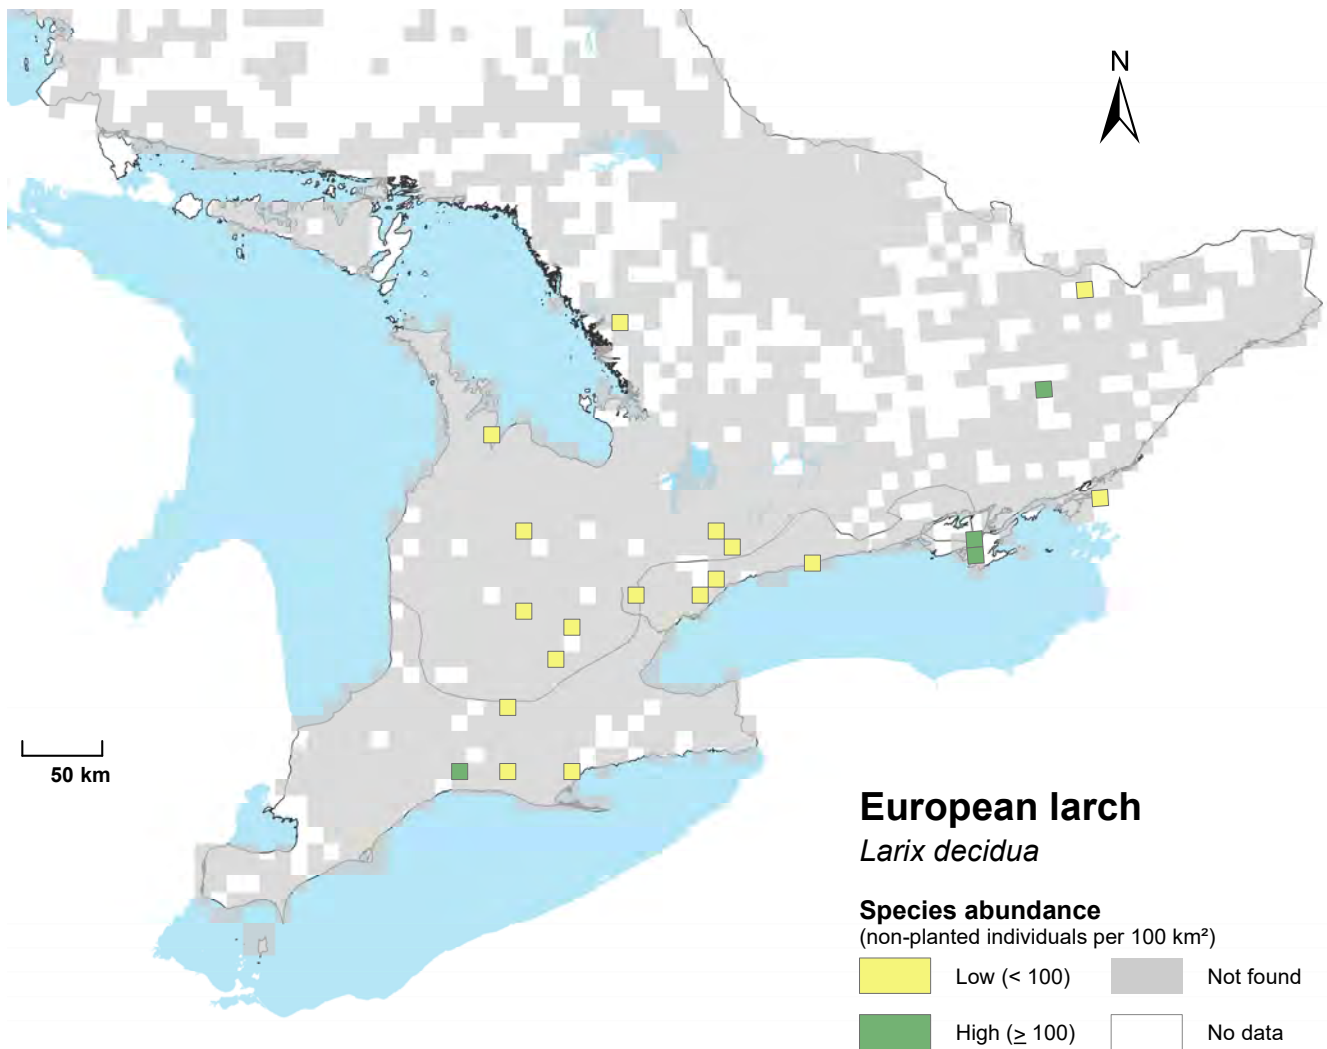 N
50 km
European larch
Larix decidua
Species abundance
(non-planted individuals per 100 km²)
Low (< 100)
Not found
High (≥ 100)
No data